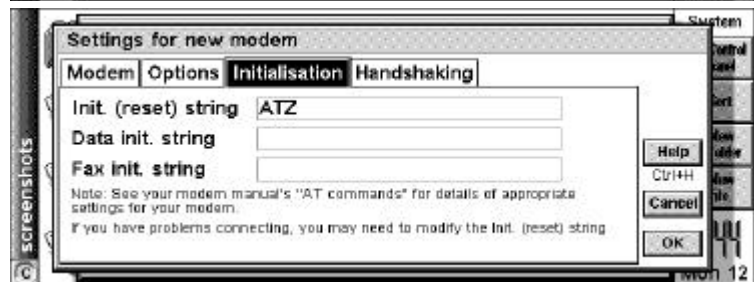 System
Settings for new modem
Modem Options Initialisation Handshaking
Init. (reset) string ATZ
Data init. string
Fax init. string
Note: See your modem manual's "AT commands" for details of appropriate
settings for your modem.
If you have problems connecting, you may need to modify the Init. (reset) string
Help
Ctrl+H
Cancel
OK
screenshots
Mon 12